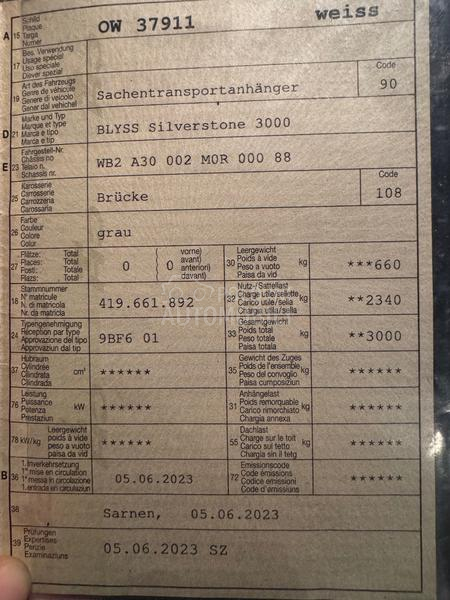 A 15 Schild Plaque Targa Numer OW 37911 weiss
17 Bes. Verwendung Usage spécial Uso speciale Diever spezial
19 Art des Fahrzeugs Genre de véhicule Genere di veicolo Gener dal vehichel Sachentransportanhänger Code 90
D 21 Marke und Typ Marque et type Marca e tipo Marca e tip BLYSS Silverstone 3000
E 23 Fahrgestell-Nr. Châssis no Telaio n. Schassis nr. WB2 A30 002 M0R 000 88
25 Karosserie Carrosserie Carrozzeria Carossaria Brücke Code 108
26 Farbe Couleur Colore Colur grau
27 Plätze: Total Places: Total Posti: Totale Plazs: Total 0 0 vorne) avant) anteriori) davant) 30 Leergewicht Poids à vide Peso a vuoto Paisa da vid kg ***660
18 Stammnummer N° matricule N. di matricola Nr. da matricla 419.661.892 32 Nutz-/Sattellast Charge utile/sellette Carico utile/sella Chargia utila/sella kg **2340
24 Typengenehmigung Réception par type Approvazione del tipo Approvaziun dal tip 9BF6 01 33 Gesamtgewicht Poids total Peso totale Paisa totala kg **3000
37 Hubraum Cylindrée Cilindrata Cilindrada cm³ ****** 35 Gewicht des Zuges Poids de l'ensemble Peso del convoglio Paisa cumposiziun kg ******
76 Leistung Puissance Potenza Prestaziun kW ****** 31 Anhängelast Poids remorquable Carico rimorchiato Chargia annexa kg ******
78 kW/kg Leergewicht poids à vide peso a vuoto paisa da vid ****** 55 Dachlast Charge sur le toit Carico sul tetto Chargia sin il tetg kg ******
B 36 1. Inverkehrsetzung 1re mise en circulation 1a messa in circolazione 1. entrada en circulaziun 05.06.2023 72 Emissionscode Code émissions Codice emissioni Code d'emissiuns ******
38 Sarnen, 05.06.2023
39 Prüfungen Expertises Perizie Examinaziuns 05.06.2023 SZ